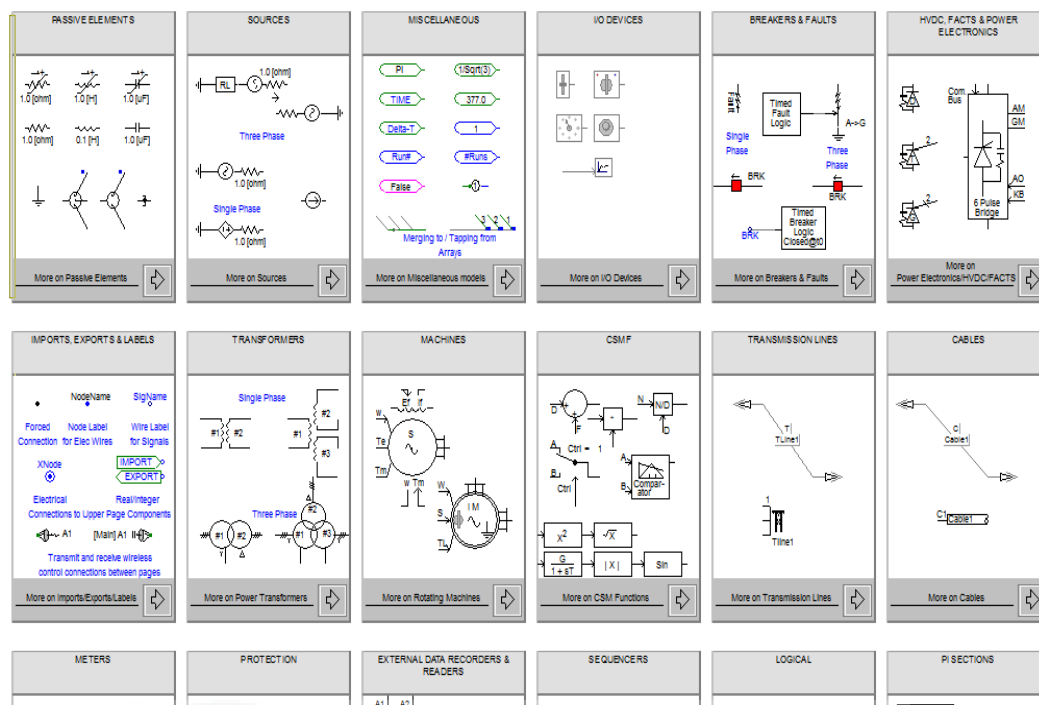 PASSIVE ELEMENTS
1.0 [ohm]
1.0 [H]
1.0 [uF]
1.0 [ohm]
0.1 [H]
1.0 [uF]
More on Passive Elements
SOURCES
1.0 [ohm]
RL
Three Phase
1.0 [ohm]
Single Phase
1.0 [ohm]
More on Sources
MISCELLANEOUS
PI
1/Sqrt(3)
TIME
377.0
Delta-T
1
Run#
#Runs
False
3 2 1
Merging to / Tapping from
Arrays
More on Miscellaneous models
I/O DEVICES
More on I/O Devices
BREAKERS & FAULTS
Fault
Timed
Fault
Logic
A->G
Single
Phase
Three
Phase
BRK
BRK
Timed
Breaker
Logic
Closed@t0
BRK
More on Breakers & Faults
HVDC, FACTS & POWER
ELECTRONICS
Com.
Bus
AM
GM
2
2
AO
KB
6 Pulse
Bridge
More on
Power Electronics/HVDC/FACTS
IMPORTS, EXPORTS & LABELS
NodeName
SigName
Forced
Connection
Node Label
for Elec Wires
Wire Label
for Signals
XNode
IMPORT
EXPORT
Electrical
Real/Integer
Connections to Upper Page Components
A1
[Main] A1
Transmit and receive wireless
control connections between pages
More on Imports/Exports/Labels
TRANSFORMERS
Single Phase
#1 #2
#1
#2
#3
Three Phase
#2
#1 #2
#1 #3
More on Power Transformers
MACHINES
Ef If
w
S
Te
Tm
w Tm
W
I M
S
TL
More on Rotating Machines
CSMF
D
+
F
N
N/D
D
A
B
Ctrl = 1
Ctrl
A
B
Compar-
ator
X²
√X
G
1 + sT
| X |
Sin
More on CSM Functions
TRANSMISSION LINES
T
TLine1
1
Tline1
More on Transmission Lines
CABLES
C
Cable1
C1
Cable1
More on Cables
METERS
PROTECTION
EXTERNAL DATA RECORDERS &
READERS
A1 A2
SEQUENCERS
LOGICAL
PI SECTIONS